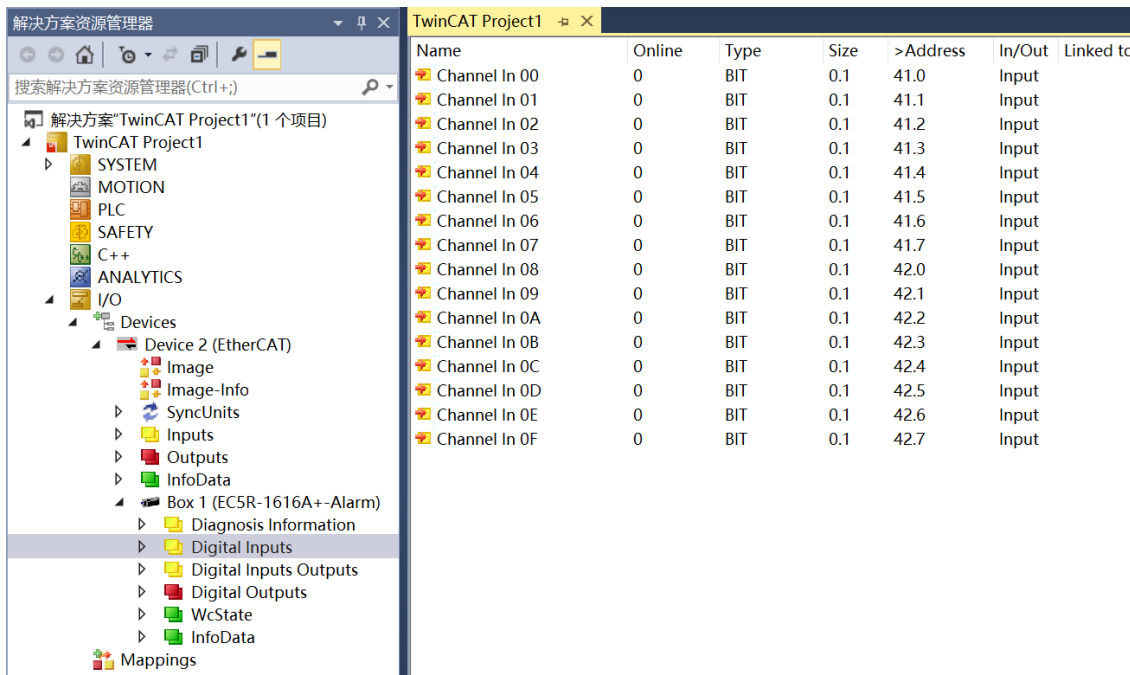 解决方案资源管理器
搜索解决方案资源管理器(Ctrl+;)
解决方案"TwinCAT Project1"(1 个项目)
TwinCAT Project1
SYSTEM
MOTION
PLC
SAFETY
C++
ANALYTICS
I/O
Devices
Device 2 (EtherCAT)
Image
Image-Info
SyncUnits
Inputs
Outputs
InfoData
Box 1 (EC5R-1616A+-Alarm)
Diagnosis Information
Digital Inputs
Digital Inputs Outputs
Digital Outputs
WcState
InfoData
Mappings
TwinCAT Project1
Name Online Type Size >Address In/Out Linked to
Channel In 00 0 BIT 0.1 41.0 Input
Channel In 01 0 BIT 0.1 41.1 Input
Channel In 02 0 BIT 0.1 41.2 Input
Channel In 03 0 BIT 0.1 41.3 Input
Channel In 04 0 BIT 0.1 41.4 Input
Channel In 05 0 BIT 0.1 41.5 Input
Channel In 06 0 BIT 0.1 41.6 Input
Channel In 07 0 BIT 0.1 41.7 Input
Channel In 08 0 BIT 0.1 42.0 Input
Channel In 09 0 BIT 0.1 42.1 Input
Channel In 0A 0 BIT 0.1 42.2 Input
Channel In 0B 0 BIT 0.1 42.3 Input
Channel In 0C 0 BIT 0.1 42.4 Input
Channel In 0D 0 BIT 0.1 42.5 Input
Channel In 0E 0 BIT 0.1 42.6 Input
Channel In 0F 0 BIT 0.1 42.7 Input